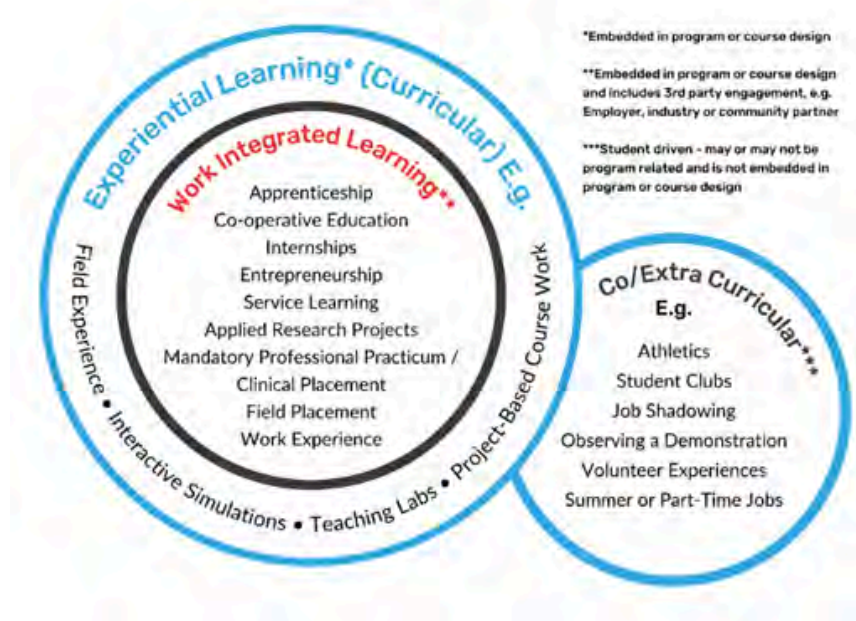 Experiential Learning* (Curricular) E.g.
Work Integrated Learning**
Apprenticeship
Co-operative Education
Internships
Entrepreneurship
Service Learning
Applied Research Projects
Mandatory Professional Practicum /
Clinical Placement
Field Placement
Work Experience
Field Experience • Interactive Simulations • Teaching Labs • Project-Based Course Work
*Embedded in program or course design
**Embedded in program or course design
and includes 3rd party engagement, e.g.
Employer, industry or community partner
***Student driven - may or may not be
program related and is not embedded in
program or course design
Co/Extra Curricular***
E.g.
Athletics
Student Clubs
Job Shadowing
Observing a Demonstration
Volunteer Experiences
Summer or Part-Time Jobs